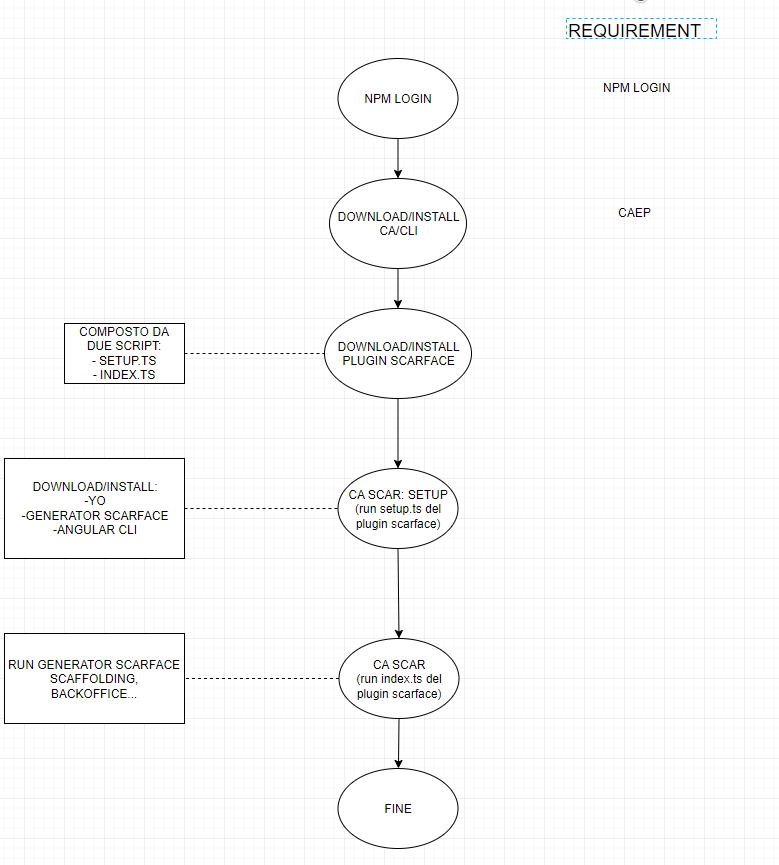 REQUIREMENT
NPM LOGIN
NPM LOGIN
DOWNLOAD/INSTALL
CA/CLI
CAEP
COMPOSTO DA
DUE SCRIPT:
- SETUP.TS
- INDEX.TS
DOWNLOAD/INSTALL
PLUGIN SCARFACE
DOWNLOAD/INSTALL:
-YO
-GENERATOR SCARFACE
-ANGULAR CLI
CA SCAR: SETUP
(run setup.ts del
plugin scarface)
RUN GENERATOR SCARFACE
SCAFFOLDING,
BACKOFFICE...
CA SCAR
(run index.ts del
plugin scarface)
FINE